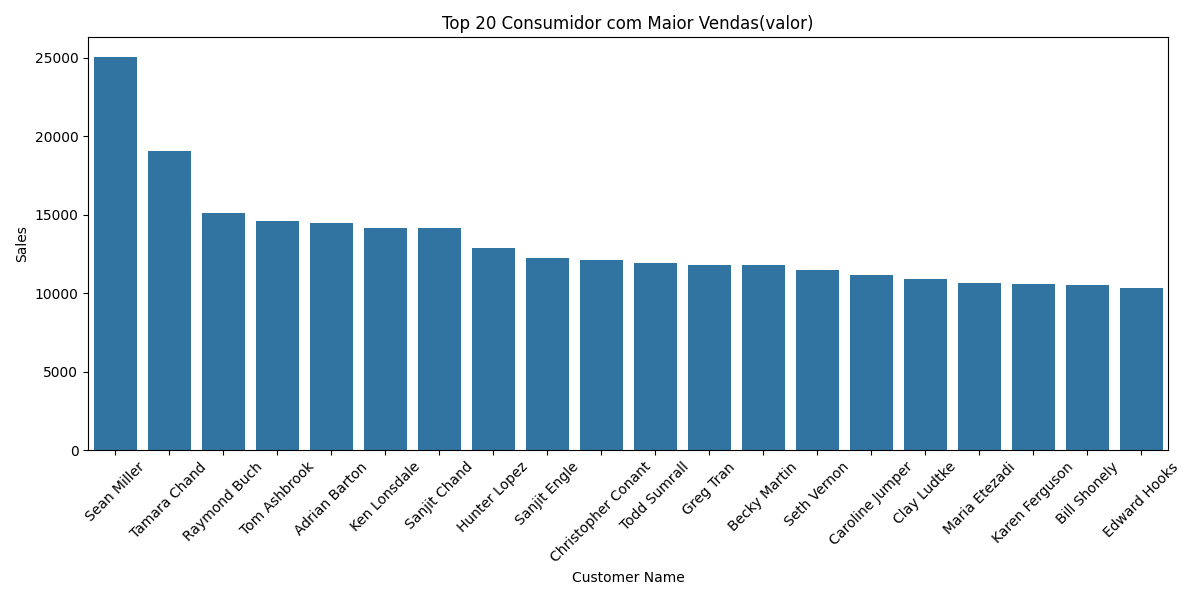 Top 20 Consumidor com Maior Vendas(valor)
25000
20000
15000
10000
5000
0
Sales
Sean Miller
Tamara Chand
Raymond Buch
Tom Ashbrook
Adrian Barton
Ken Lonsdale
Sanjit Chand
Hunter Lopez
Sanjit Engle
Christopher Conant
Todd Sumrall
Greg Tran
Becky Martin
Seth Vernon
Caroline Jumper
Clay Ludtke
Maria Etezadi
Karen Ferguson
Bill Shonely
Edward Hooks
Customer Name